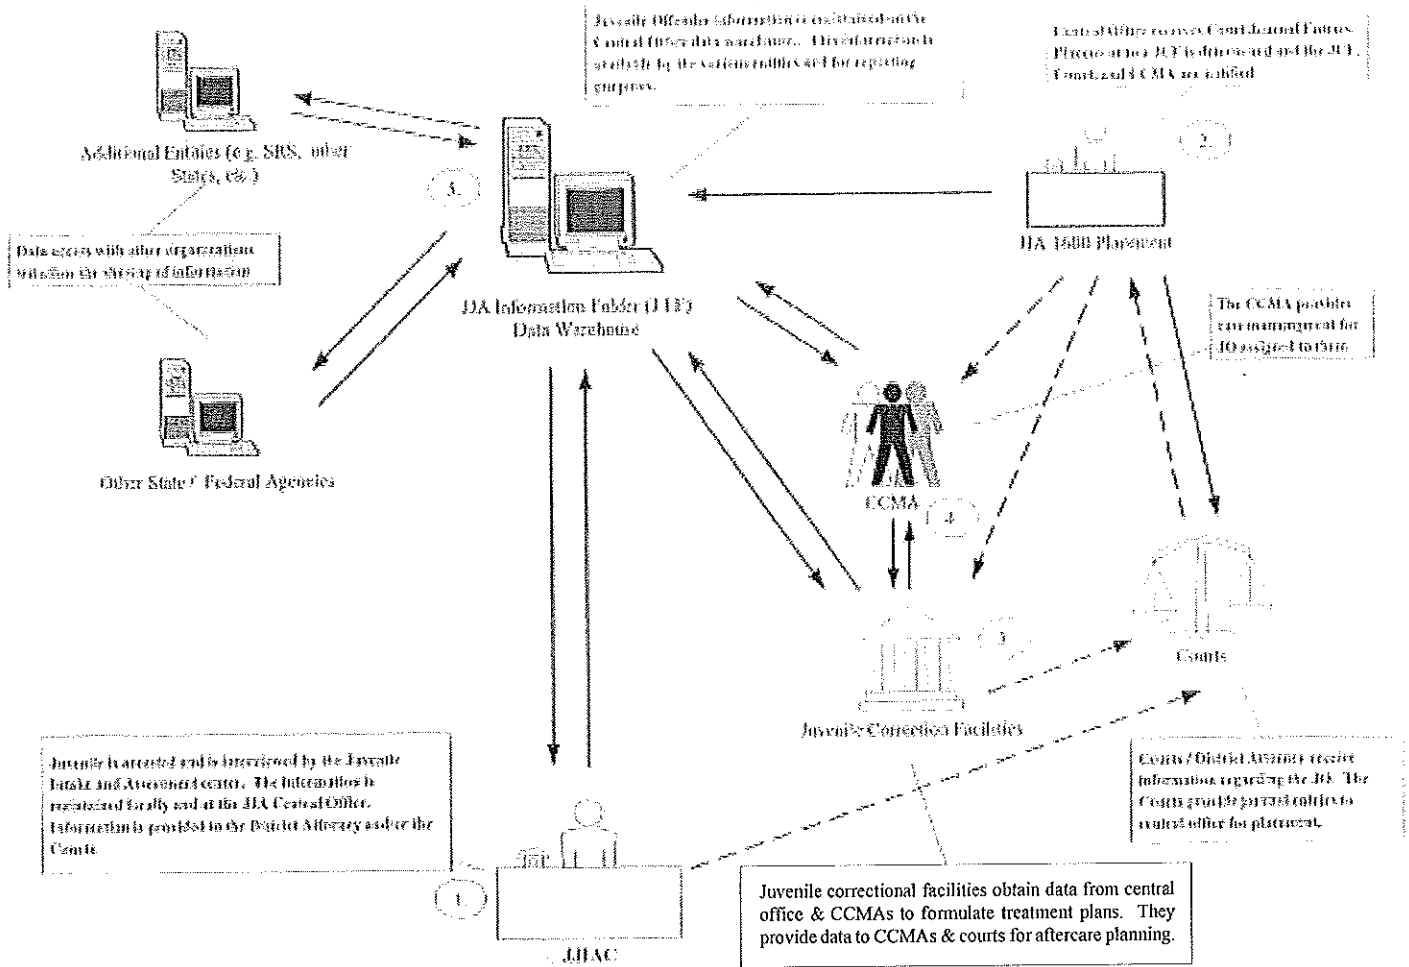 Juvenile Offender information is maintained on the
Central Office data warehouse. This information is
available by the various entities and for reporting
purposes.
Central Office receives Court Journal Entries.
Placement to a JCF is determined and the JCF,
Court, and CCMA are notified
2.
Additional Entities (e.g. SRS, other
States, etc.)
JJA 1600 Placement
Data access with other organizations
will allow the sharing of information
JJA Information Folder (JJIF)
Data Warehouse
The CCMA provides
case management for
JO assigned to them
Other State / Federal Agencies
CCMA
4.
3.
Courts
Juvenile Correction Facilities
Juvenile is arrested and is interviewed by the Juvenile
Intake and Assessment center. The Information is
maintained locally and at the JJA Central Office.
Information is provided to the District Attorney and/or the
Courts
Courts / District Attorney receive
information regarding the JO. The
Courts provide journal entries to
central office for placement.
1.
Juvenile correctional facilities obtain data from central
office & CCMAs to formulate treatment plans. They
provide data to CCMAs & courts for aftercare planning.
JJIAC